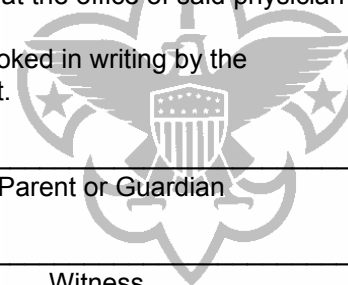 at the office of said physician
oked in writing by the
t.
Parent or Guardian
Witness